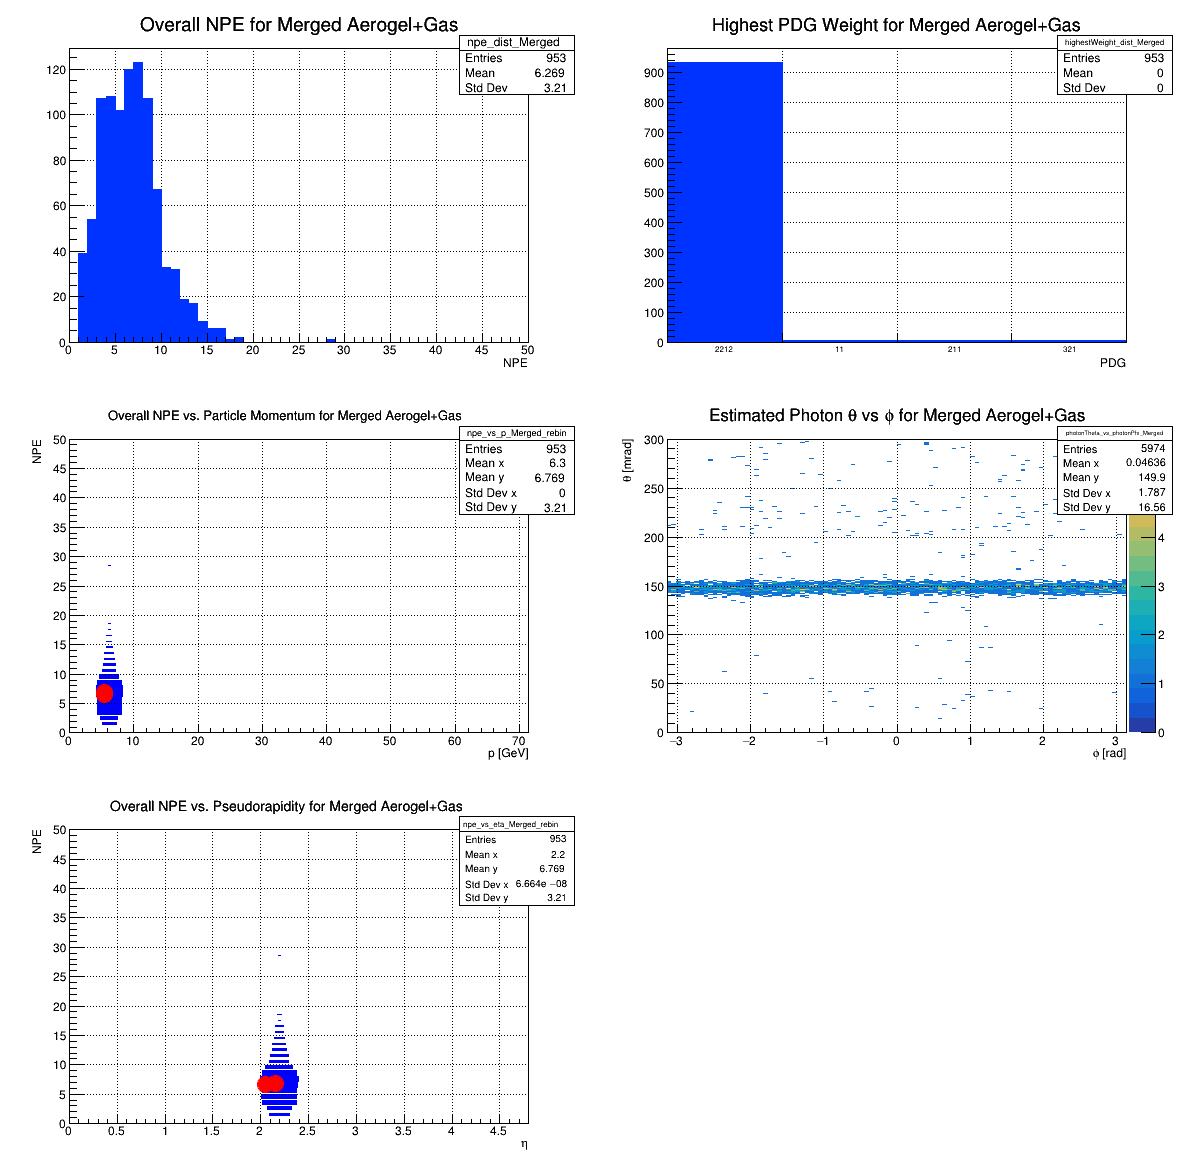 Overall NPE for Merged Aerogel+Gas
npe_dist_Merged
Entries 953
Mean 6.269
Std Dev 3.21
120
100
80
60
40
20
0
0 5 10 15 20 25 30 35 40 45 50
NPE
Highest PDG Weight for Merged Aerogel+Gas
highestWeight_dist_Merged
Entries 953
Mean 0
Std Dev 0
900
800
700
600
500
400
300
200
100
0
2212 11 211 321
PDG
Overall NPE vs. Particle Momentum for Merged Aerogel+Gas
npe_vs_p_Merged_rebin
Entries 953
Mean x 6.3
Mean y 6.769
Std Dev x 0
Std Dev y 3.21
NPE
50
45
40
35
30
25
20
15
10
5
0
0 10 20 30 40 50 60 70
p [GeV]
Estimated Photon θ vs ϕ for Merged Aerogel+Gas
photonTheta_vs_photonPhi_Merged
Entries 5974
Mean x 0.04636
Mean y 149.9
Std Dev x 1.787
Std Dev y 16.56
θ [mrad]
300
250
200
150
100
50
0
−3 −2 −1 0 1 2 3
ϕ [rad]
4
3
2
1
0
Overall NPE vs. Pseudorapidity for Merged Aerogel+Gas
npe_vs_eta_Merged_rebin
Entries 953
Mean x 2.2
Mean y 6.769
Std Dev x 6.664e −08
Std Dev y 3.21
NPE
50
45
40
35
30
25
20
15
10
5
0
0 0.5 1 1.5 2 2.5 3 3.5 4 4.5
η